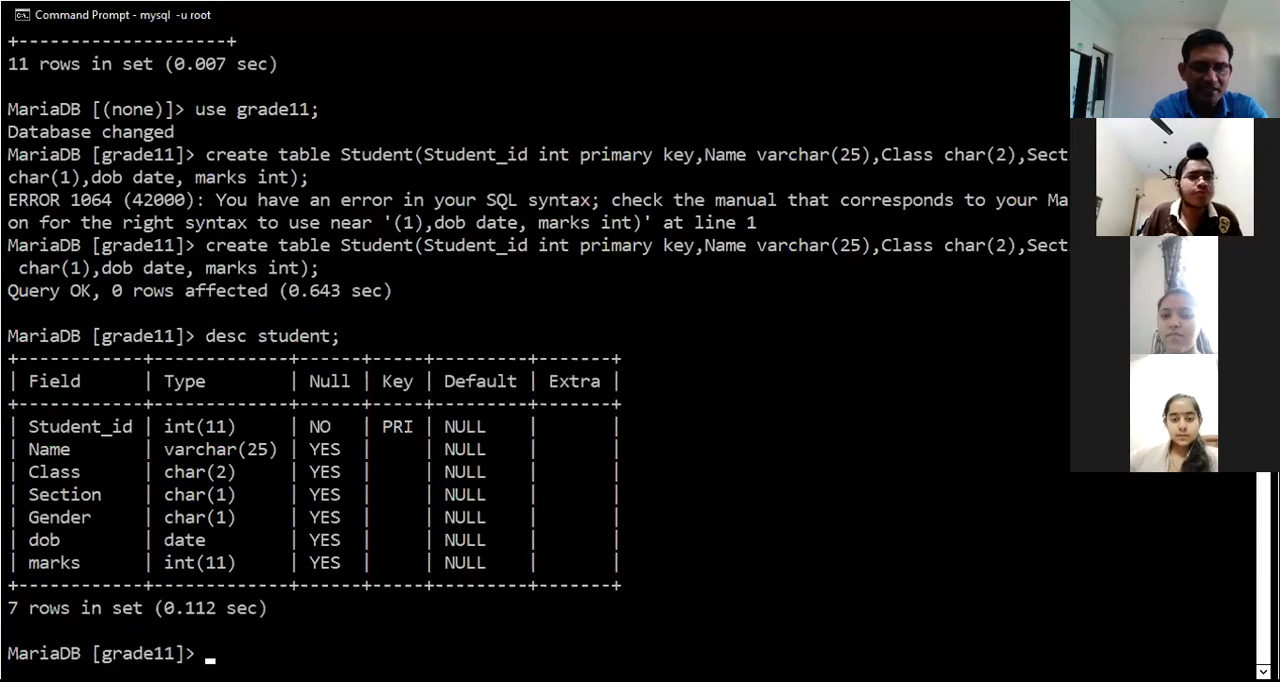 Command Prompt - mysql  -u root
+--------------------+
11 rows in set (0.007 sec)
MariaDB [(none)]> use grade11;
Database changed
MariaDB [grade11]> create table Student(Student_id int primary key,Name varchar(25),Class char(2),Sect
char(1),dob date, marks int);
ERROR 1064 (42000): You have an error in your SQL syntax; check the manual that corresponds to your Ma
on for the right syntax to use near '(1),dob date, marks int)' at line 1
MariaDB [grade11]> create table Student(Student_id int primary key,Name varchar(25),Class char(2),Sect
 char(1),dob date, marks int);
Query OK, 0 rows affected (0.643 sec)
MariaDB [grade11]> desc student;
+------------+-------------+------+-----+---------+-------+
| Field      | Type        | Null | Key | Default | Extra |
+------------+-------------+------+-----+---------+-------+
| Student_id | int(11)     | NO   | PRI | NULL    |       |
| Name       | varchar(25) | YES  |     | NULL    |       |
| Class      | char(2)     | YES  |     | NULL    |       |
| Section    | char(1)     | YES  |     | NULL    |       |
| Gender     | char(1)     | YES  |     | NULL    |       |
| dob        | date        | YES  |     | NULL    |       |
| marks      | int(11)     | YES  |     | NULL    |       |
+------------+-------------+------+-----+---------+-------+
7 rows in set (0.112 sec)
MariaDB [grade11]> _